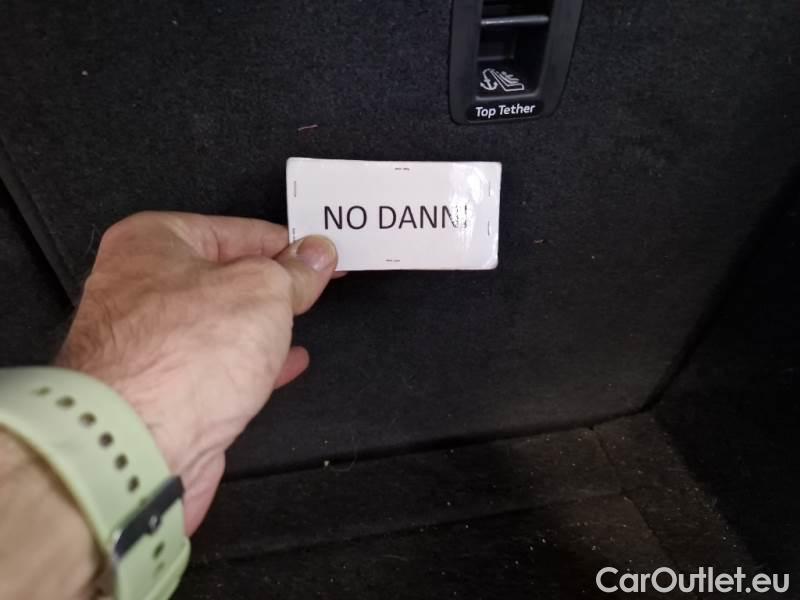 Top Tether
NO DANNI
CarOutlet.eu